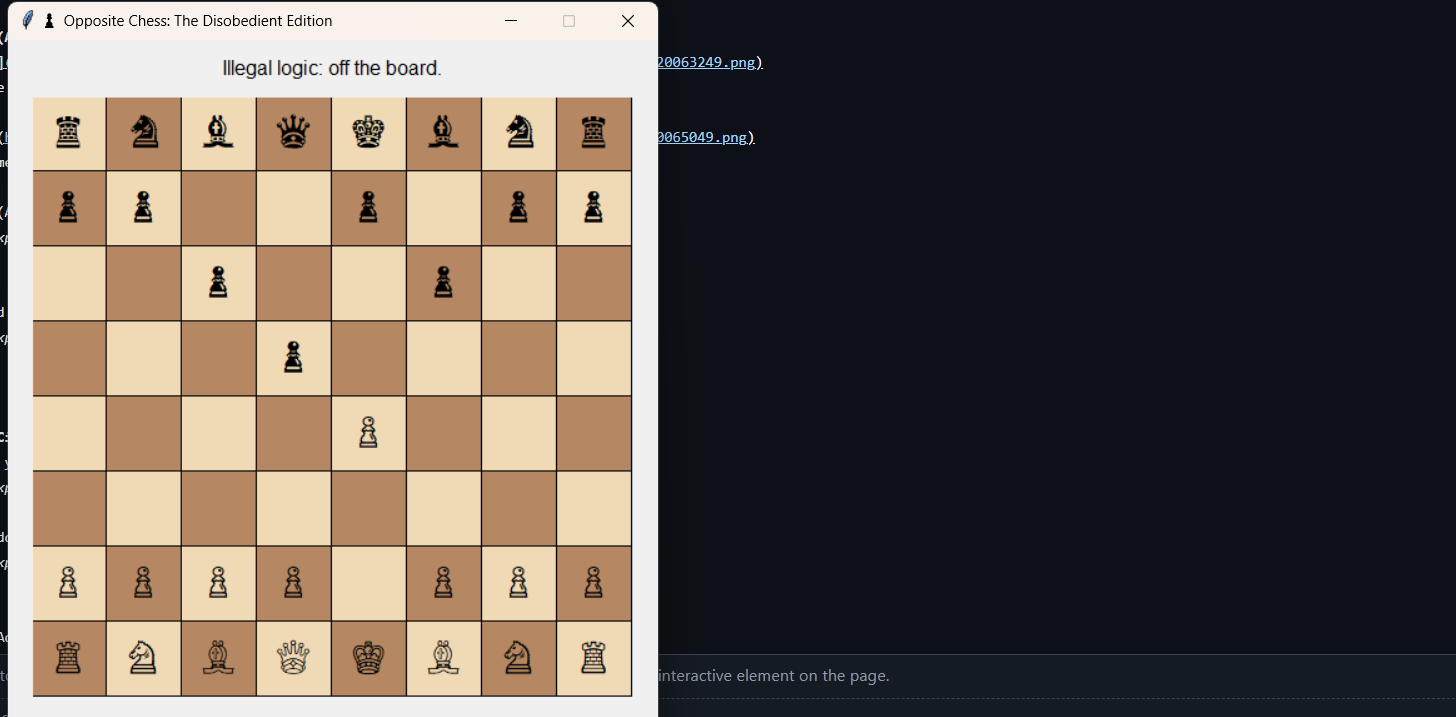 Opposite Chess: The Disobedient Edition
Illegal logic: off the board.
20063249.png)
0065049.png)
interactive element on the page.